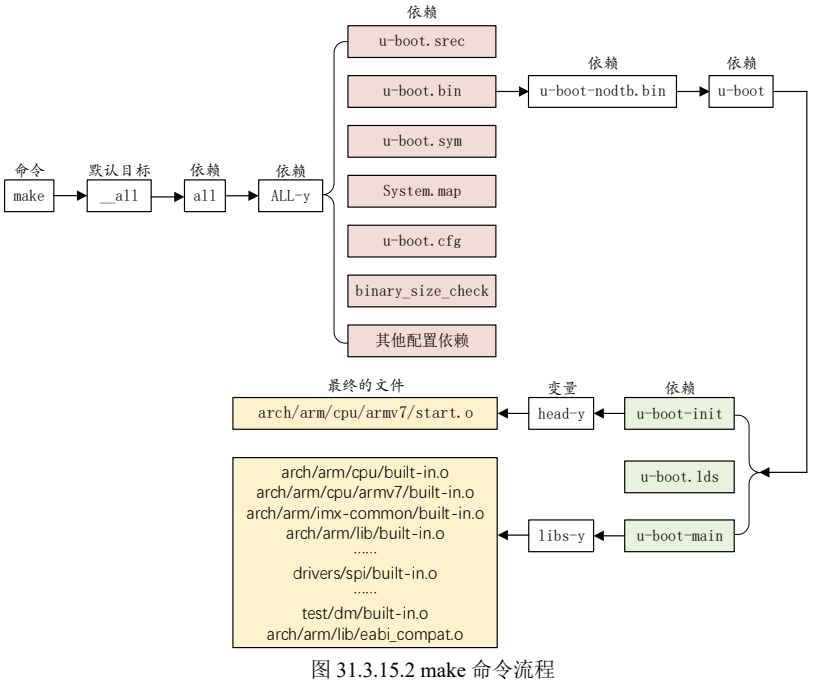 依赖
u-boot.srec
依赖
依赖
u-boot.bin
u-boot-nodtb.bin
u-boot
u-boot.sym
命令
默认目标
依赖
依赖
make
__all
all
ALL-y
System.map
u-boot.cfg
binary_size_check
其他配置依赖
最终的文件
变量
依赖
arch/arm/cpu/armv7/start.o
head-y
u-boot-init
u-boot.lds
arch/arm/cpu/built-in.o
arch/arm/cpu/armv7/built-in.o
arch/arm/imx-common/built-in.o
arch/arm/lib/built-in.o
......
drivers/spi/built-in.o
......
test/dm/built-in.o
arch/arm/lib/eabi_compat.o
libs-y
u-boot-main
图 31.3.15.2 make 命令流程